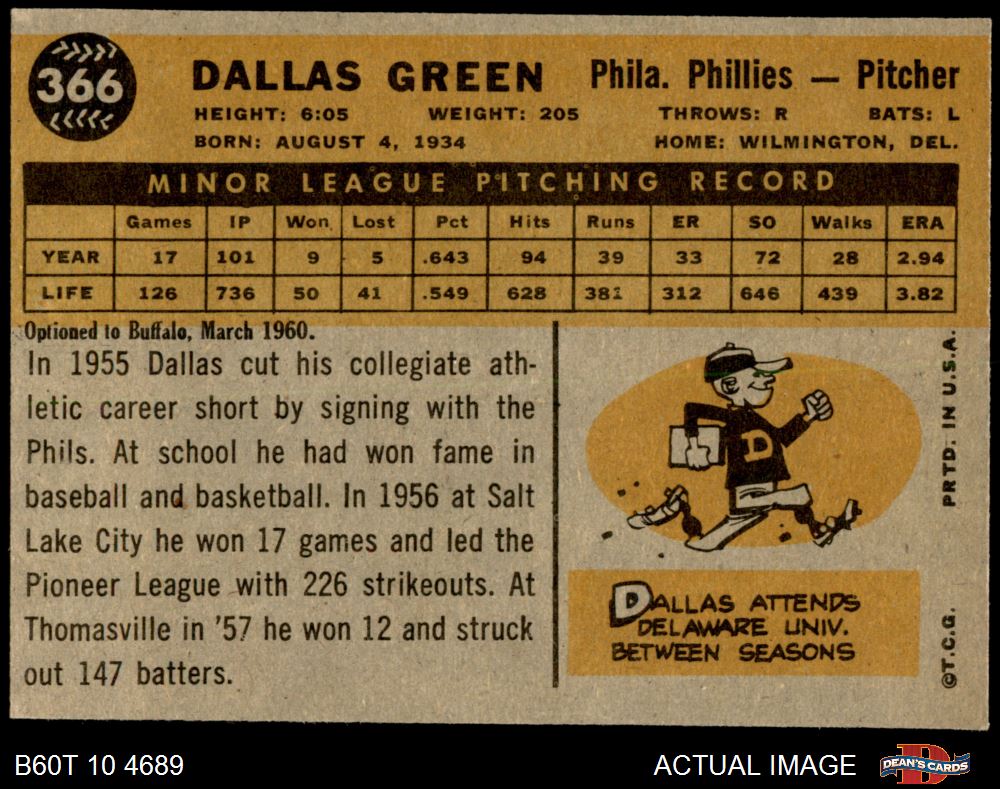 366
DALLAS GREEN Phila. Phillies — Pitcher
HEIGHT: 6:05 WEIGHT: 205 THROWS: R BATS: L
BORN: AUGUST 4, 1934 HOME: WILMINGTON, DEL.
MINOR LEAGUE PITCHING RECORD
Games IP Won Lost Pct Hits Runs ER SO Walks ERA
YEAR 17 101 9 5 .643 94 39 33 72 28 2.94
LIFE 126 736 50 41 .549 628 381 312 646 439 3.82
Optioned to Buffalo, March 1960.
In 1955 Dallas cut his collegiate ath-
letic career short by signing with the
Phils. At school he had won fame in
baseball and basketball. In 1956 at Salt
Lake City he won 17 games and led the
Pioneer League with 226 strikeouts. At
Thomasville in '57 he won 12 and struck
out 147 batters.
D
DALLAS ATTENDS
DELAWARE UNIV.
BETWEEN SEASONS
©T.C.G. PRTD. IN U.S.A.
B60T 10 4689 ACTUAL IMAGE
D
DEAN'S CARDS